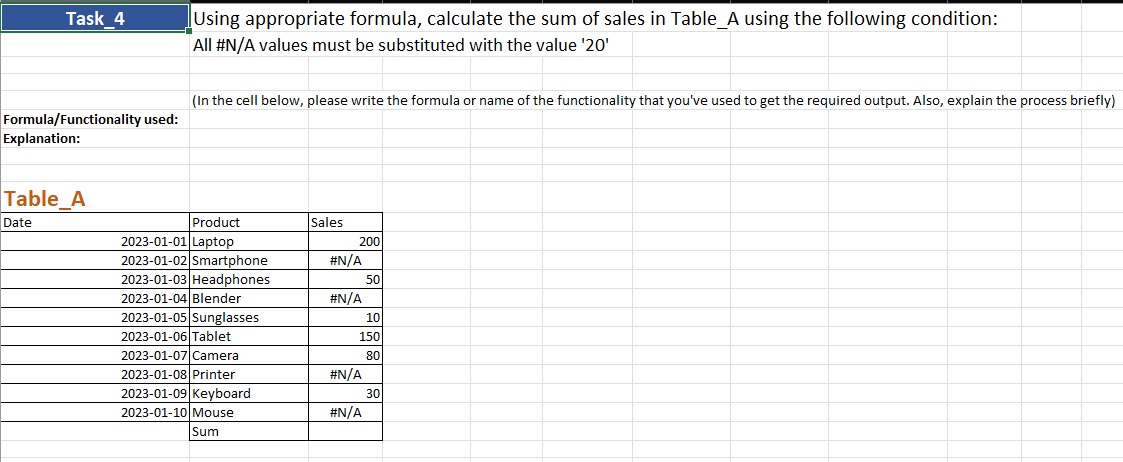 Task_4 Using appropriate formula, calculate the sum of sales in Table_A using the following condition:
All #N/A values must be substituted with the value '20'
(In the cell below, please write the formula or name of the functionality that you've used to get the required output. Also, explain the process briefly)
Formula/Functionality used:
Explanation:
Table_A
Date Product Sales
2023-01-01 Laptop 200
2023-01-02 Smartphone #N/A
2023-01-03 Headphones 50
2023-01-04 Blender #N/A
2023-01-05 Sunglasses 10
2023-01-06 Tablet 150
2023-01-07 Camera 80
2023-01-08 Printer #N/A
2023-01-09 Keyboard 30
2023-01-10 Mouse #N/A
Sum